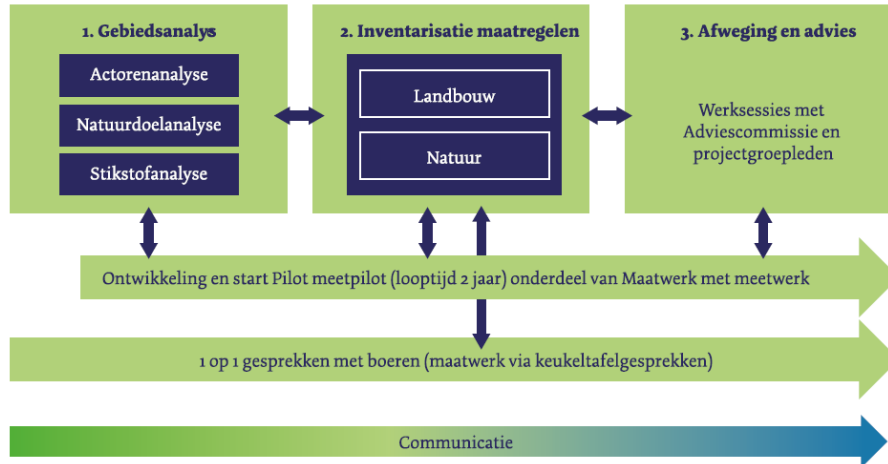 1. Gebiedsanalys
Actorenanalyse
Natuurdoelanalyse
Stikstofanalyse
2. Inventarisatie maatregelen
Landbouw
Natuur
3. Afweging en advies
Werksessies met
Adviescommissie en
projectgroepleden
Ontwikkeling en start Pilot meetpilot (looptijd 2 jaar) onderdeel van Maatwerk met meetwerk
1 op 1 gesprekken met boeren (maatwerk via keukeltafelgesprekken)
Communicatie